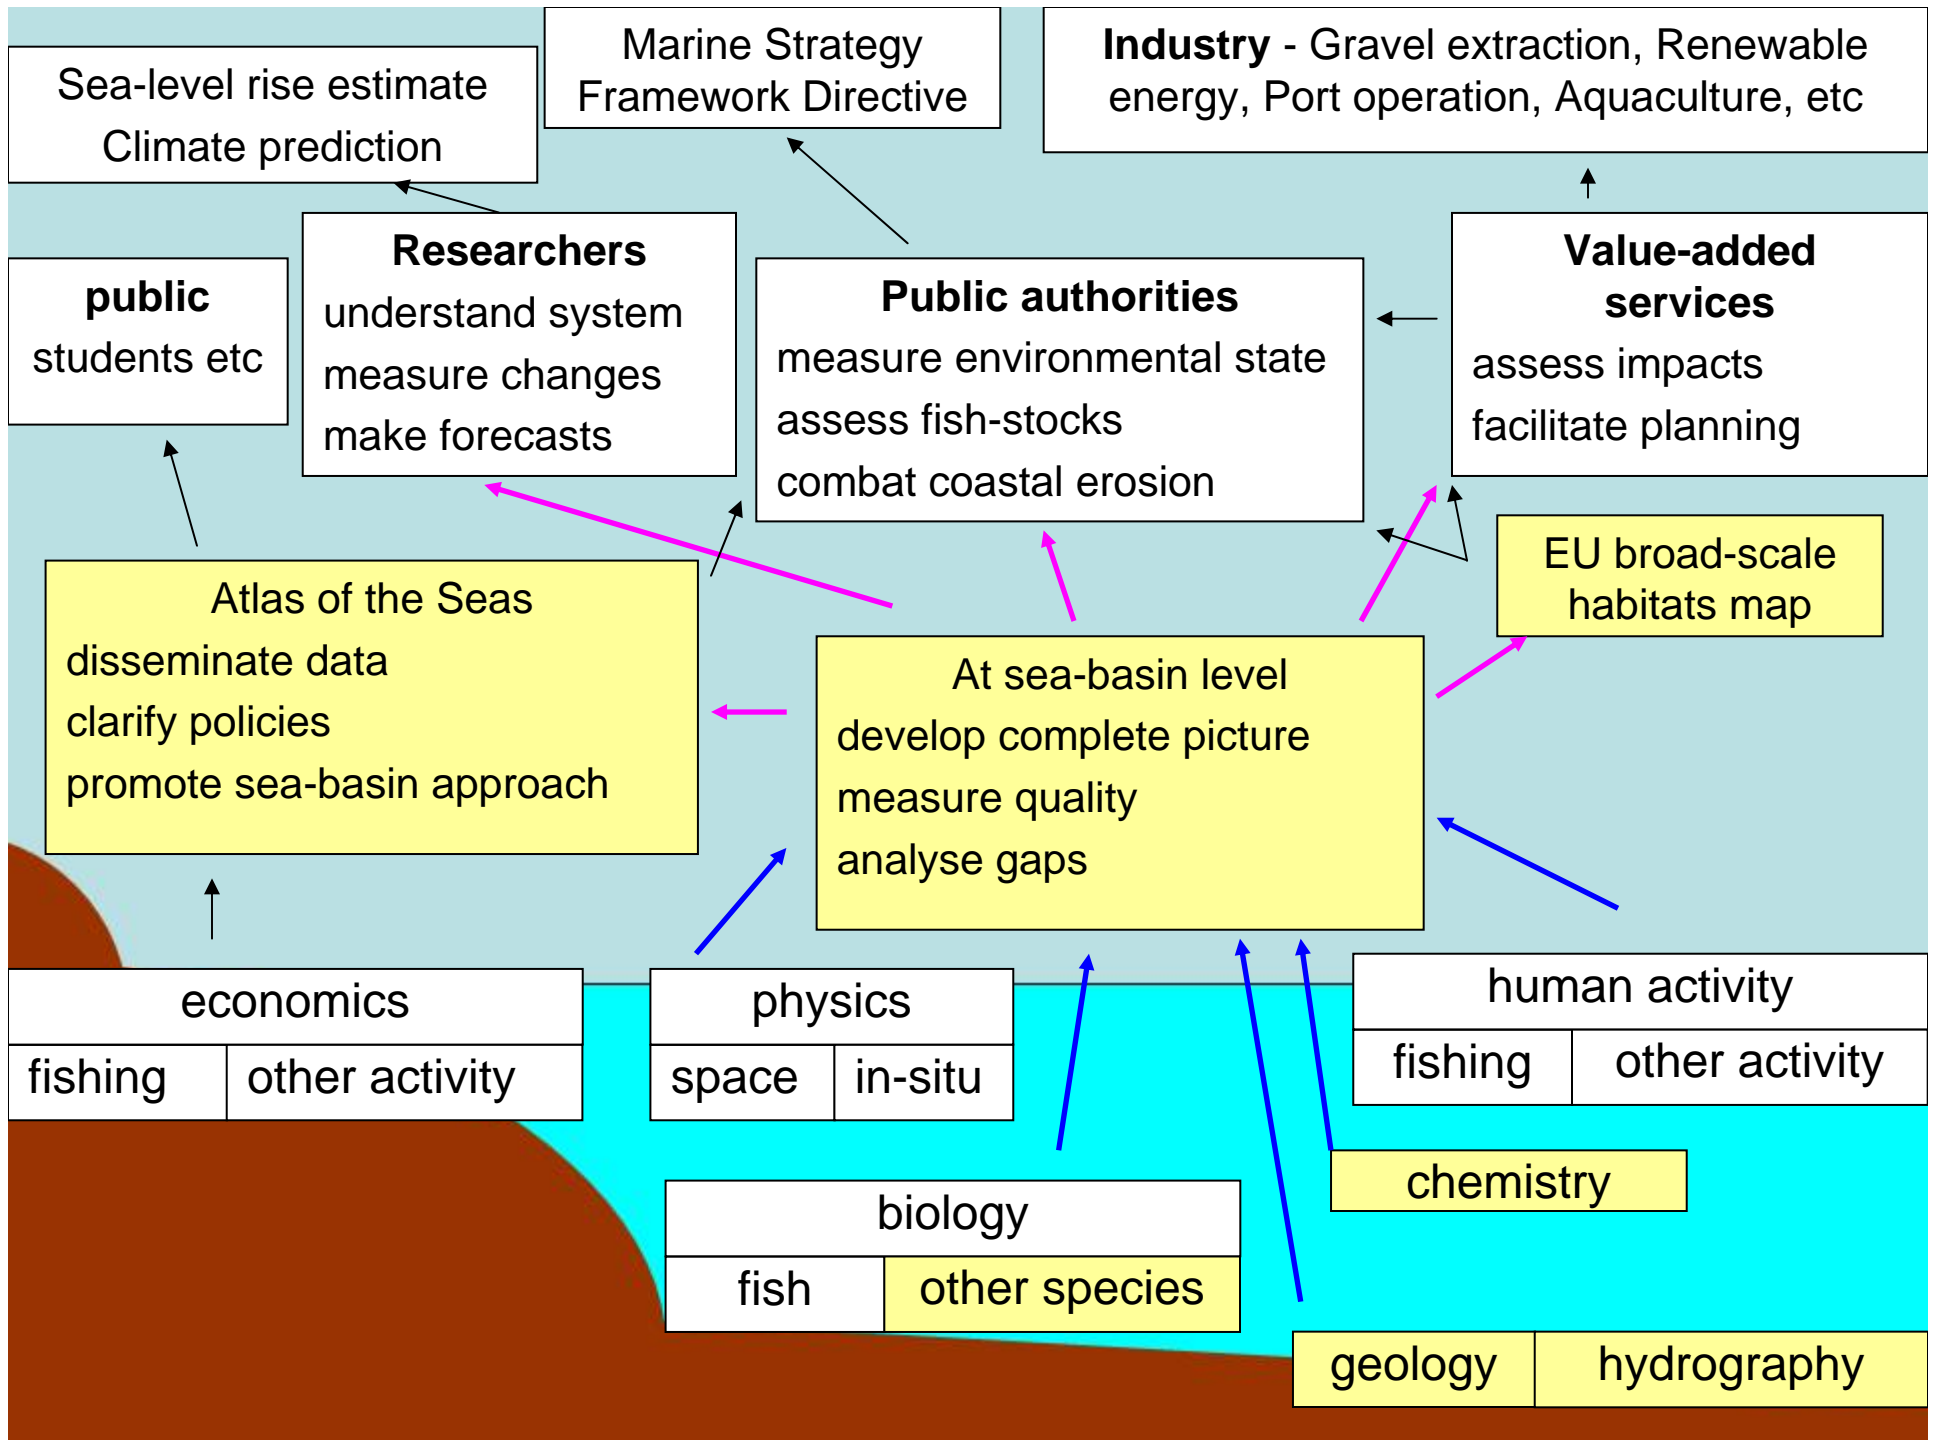 Sea-level rise estimate
Climate prediction
Marine Strategy
Framework Directive
Industry - Gravel extraction, Renewable
energy, Port operation, Aquaculture, etc
public
students etc
Researchers
understand system
measure changes
make forecasts
Public authorities
measure environmental state
assess fish-stocks
combat coastal erosion
Value-added
services
assess impacts
facilitate planning
EU broad-scale
habitats map
Atlas of the Seas
disseminate data
clarify policies
promote sea-basin approach
At sea-basin level
develop complete picture
measure quality
analyse gaps
economics
fishing other activity
physics
space in-situ
human activity
fishing other activity
chemistry
biology
fish other species
geology hydrography